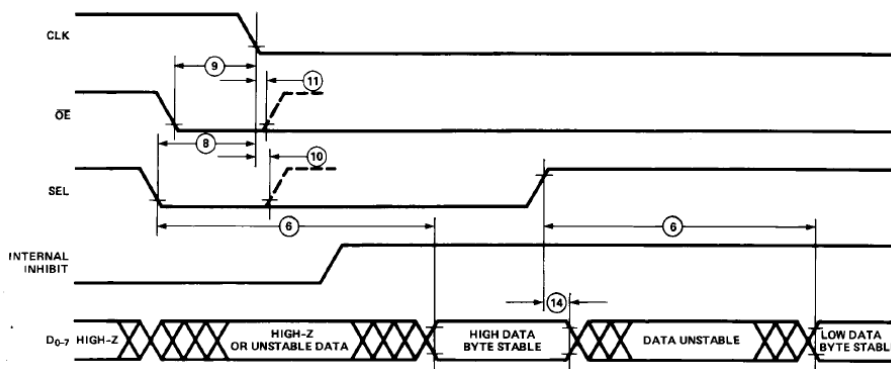 CLK
9
11
OE
8
10
SEL
6
6
INTERNAL
INHIBIT
14
D0-7
HIGH-Z
HIGH-Z
OR UNSTABLE DATA
HIGH DATA
BYTE STABLE
DATA UNSTABLE
LOW DATA
BYTE STABLE